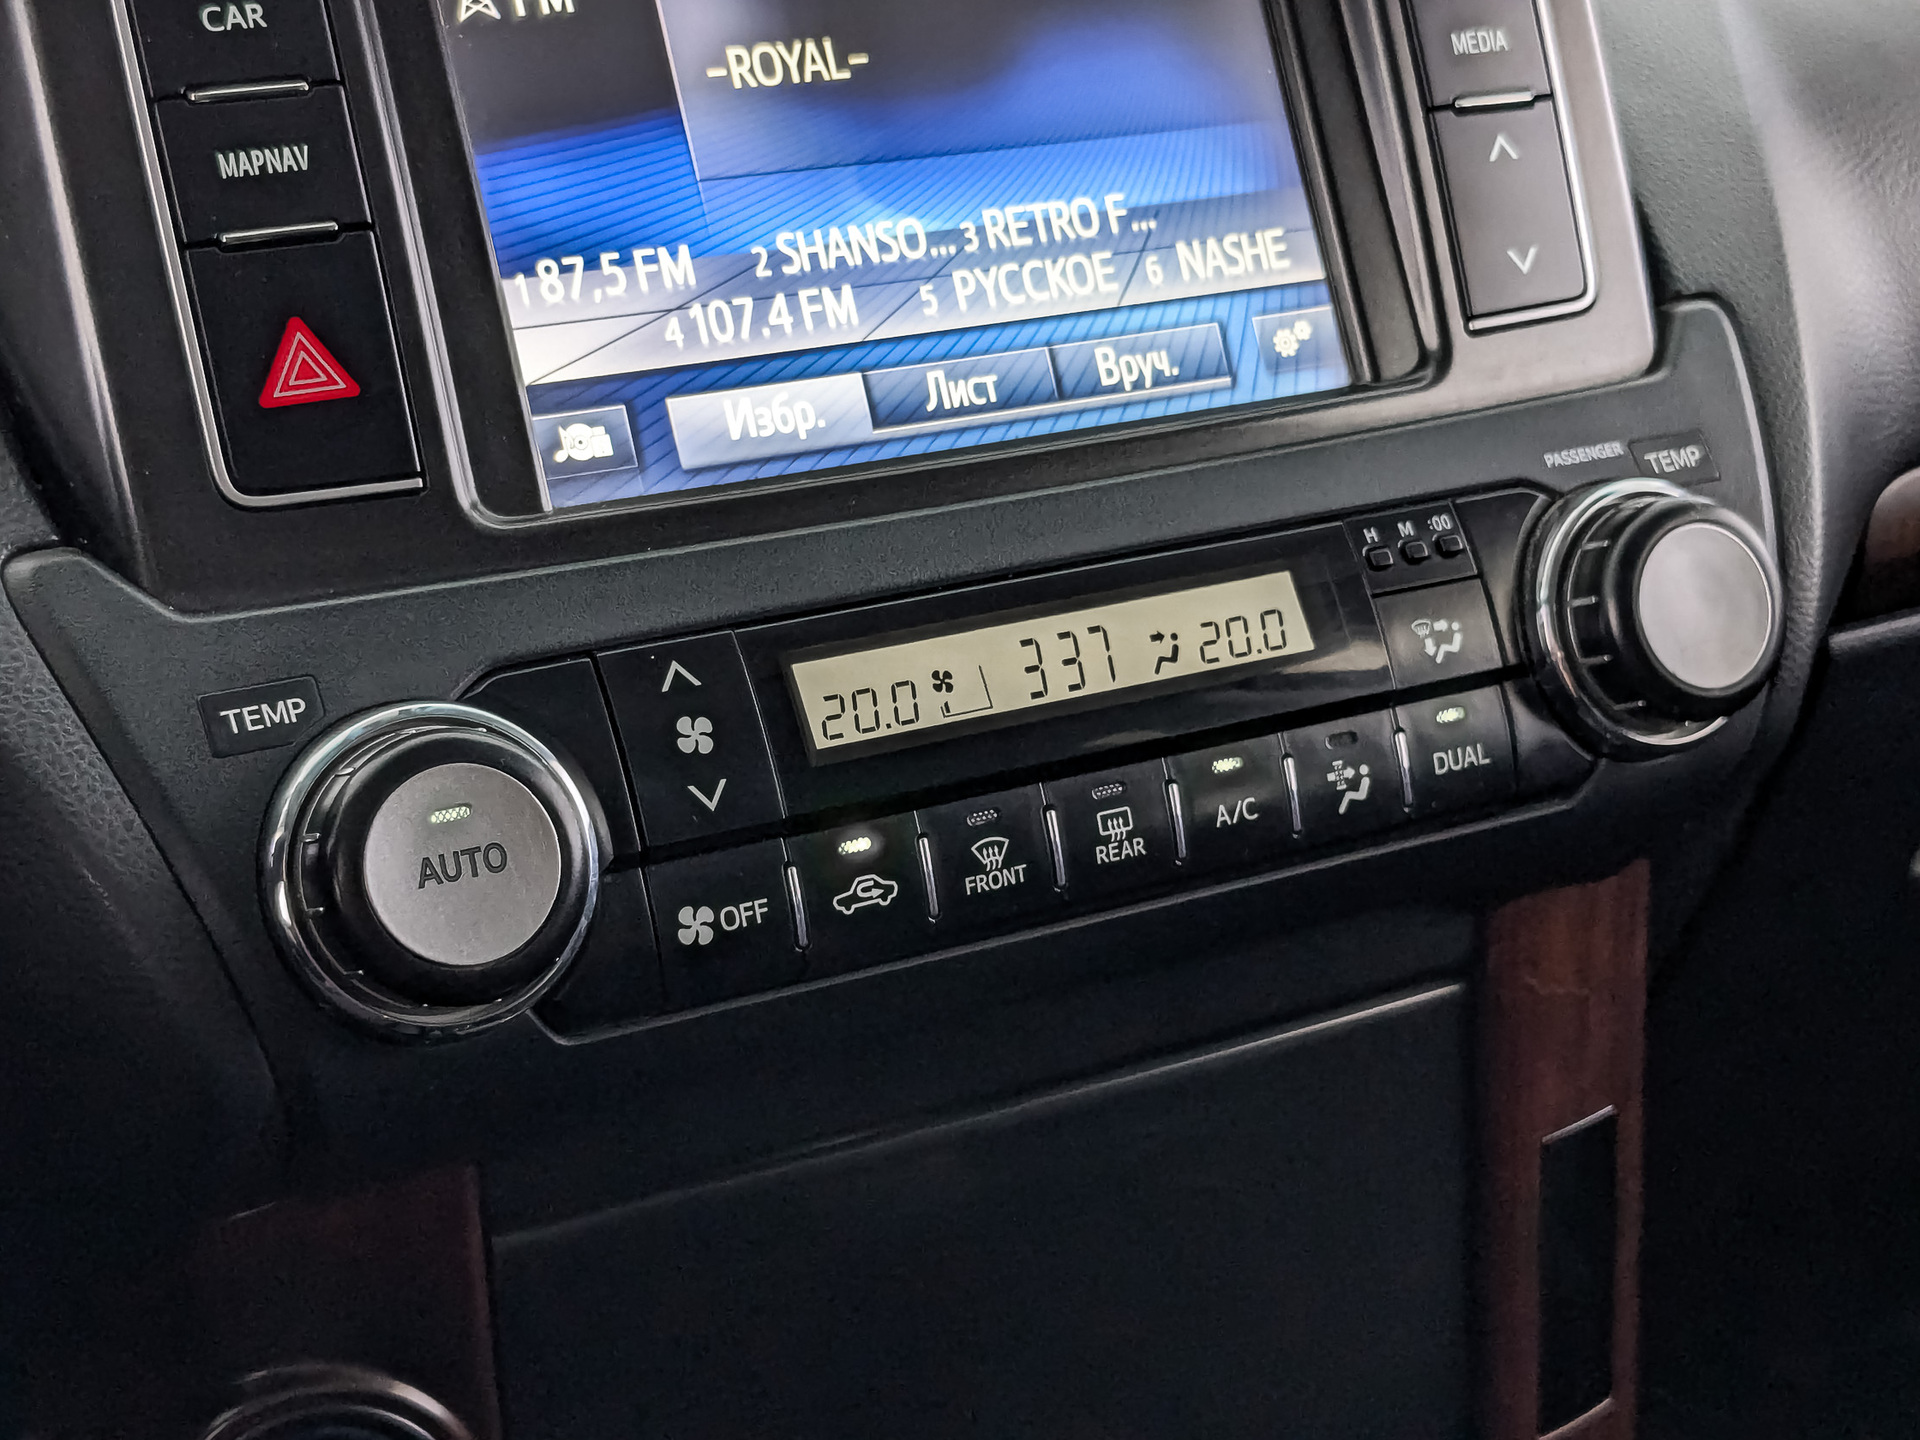 CAR
FM
-ROYAL-
MEDIA
MAPNAV
1 87,5 FM 2 SHANSO... 3 RETRO F...
4 107.4 FM 5 РУССКОЕ 6 NASHE
Избр. Лист Вруч.
PASSENGER TEMP
H M :00
TEMP
20.0 337 20.0
AUTO
OFF
FRONT
REAR
A/C
DUAL